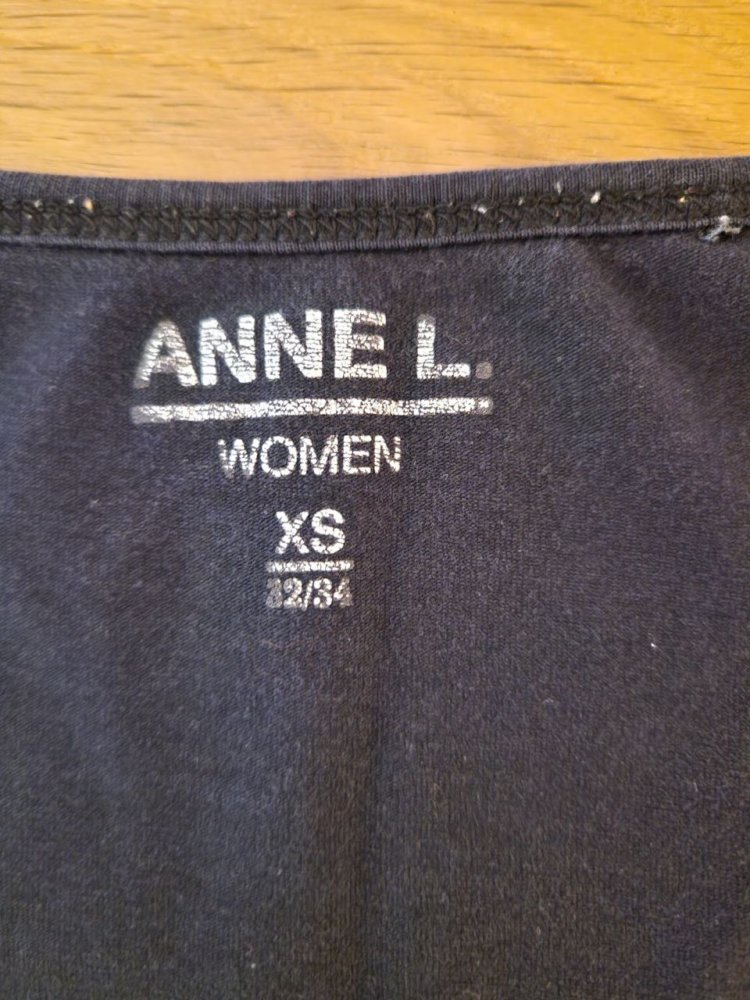 ANNE L.
WOMEN
XS
32/34